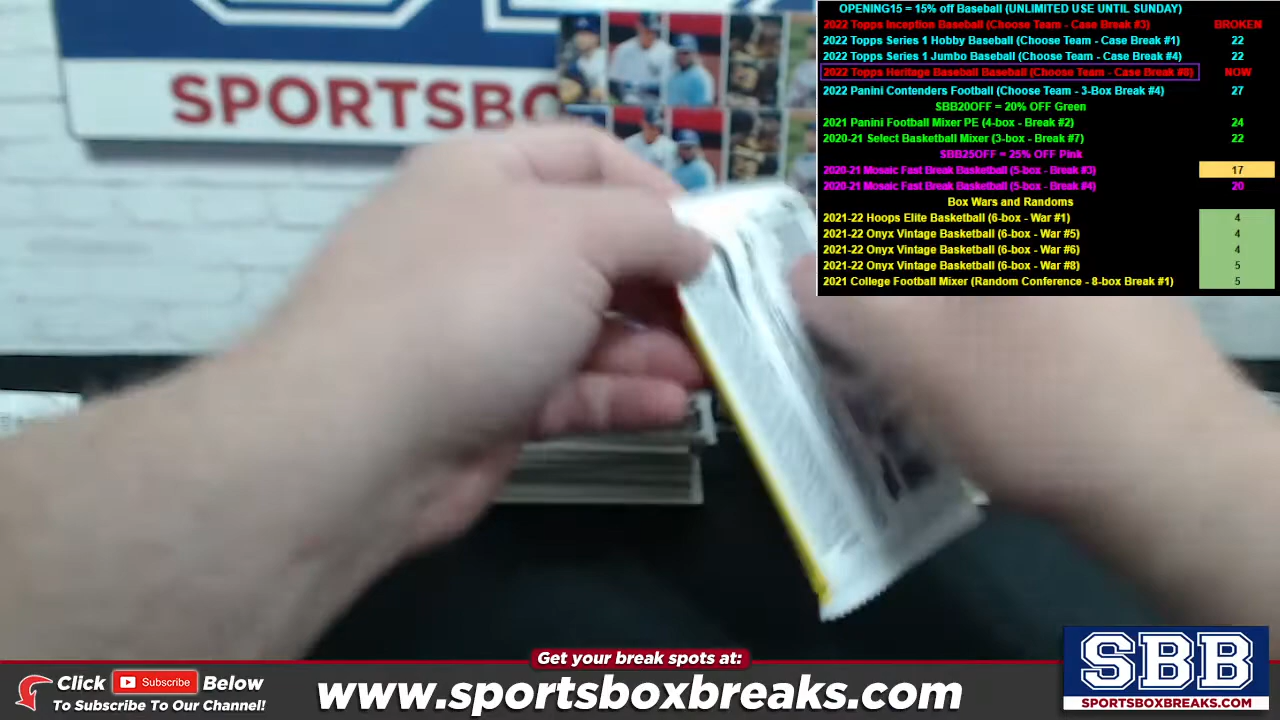 OPENING15 = 15% off Baseball (UNLIMITED USE UNTIL SUNDAY)
2022 Topps Inception Baseball (Choose Team - Case Break #3) BROKEN
2022 Topps Series 1 Hobby Baseball (Choose Team - Case Break #1) 22
2022 Topps Series 1 Jumbo Baseball (Choose Team - Case Break #4) 22
2022 Topps Heritage Baseball Baseball (Choose Team - Case Break #8) NOW
2022 Panini Contenders Football (Choose Team - 3-Box Break #4) 27
SBB20OFF = 20% OFF Green
2021 Panini Football Mixer PE (4-box - Break #2) 24
2020-21 Select Basketball Mixer (3-box - Break #7) 22
SBB25OFF = 25% OFF Pink
2020-21 Mosaic Fast Break Basketball (5-box - Break #3) 17
2020-21 Mosaic Fast Break Basketball (5-box - Break #4) 20
Box Wars and Randoms
2021-22 Hoops Elite Basketball (6-box - War #1) 4
2021-22 Onyx Vintage Basketball (6-box - War #5) 4
2021-22 Onyx Vintage Basketball (6-box - War #6) 4
2021-22 Onyx Vintage Basketball (6-box - War #8) 5
2021 College Football Mixer (Random Conference - 8-box Break #1) 5
SPORTSBO
Get your break spots at:
Click Subscribe Below
To Subscribe To Our Channel!
www.sportsboxbreaks.com
SBB
SPORTSBOXBREAKS.COM